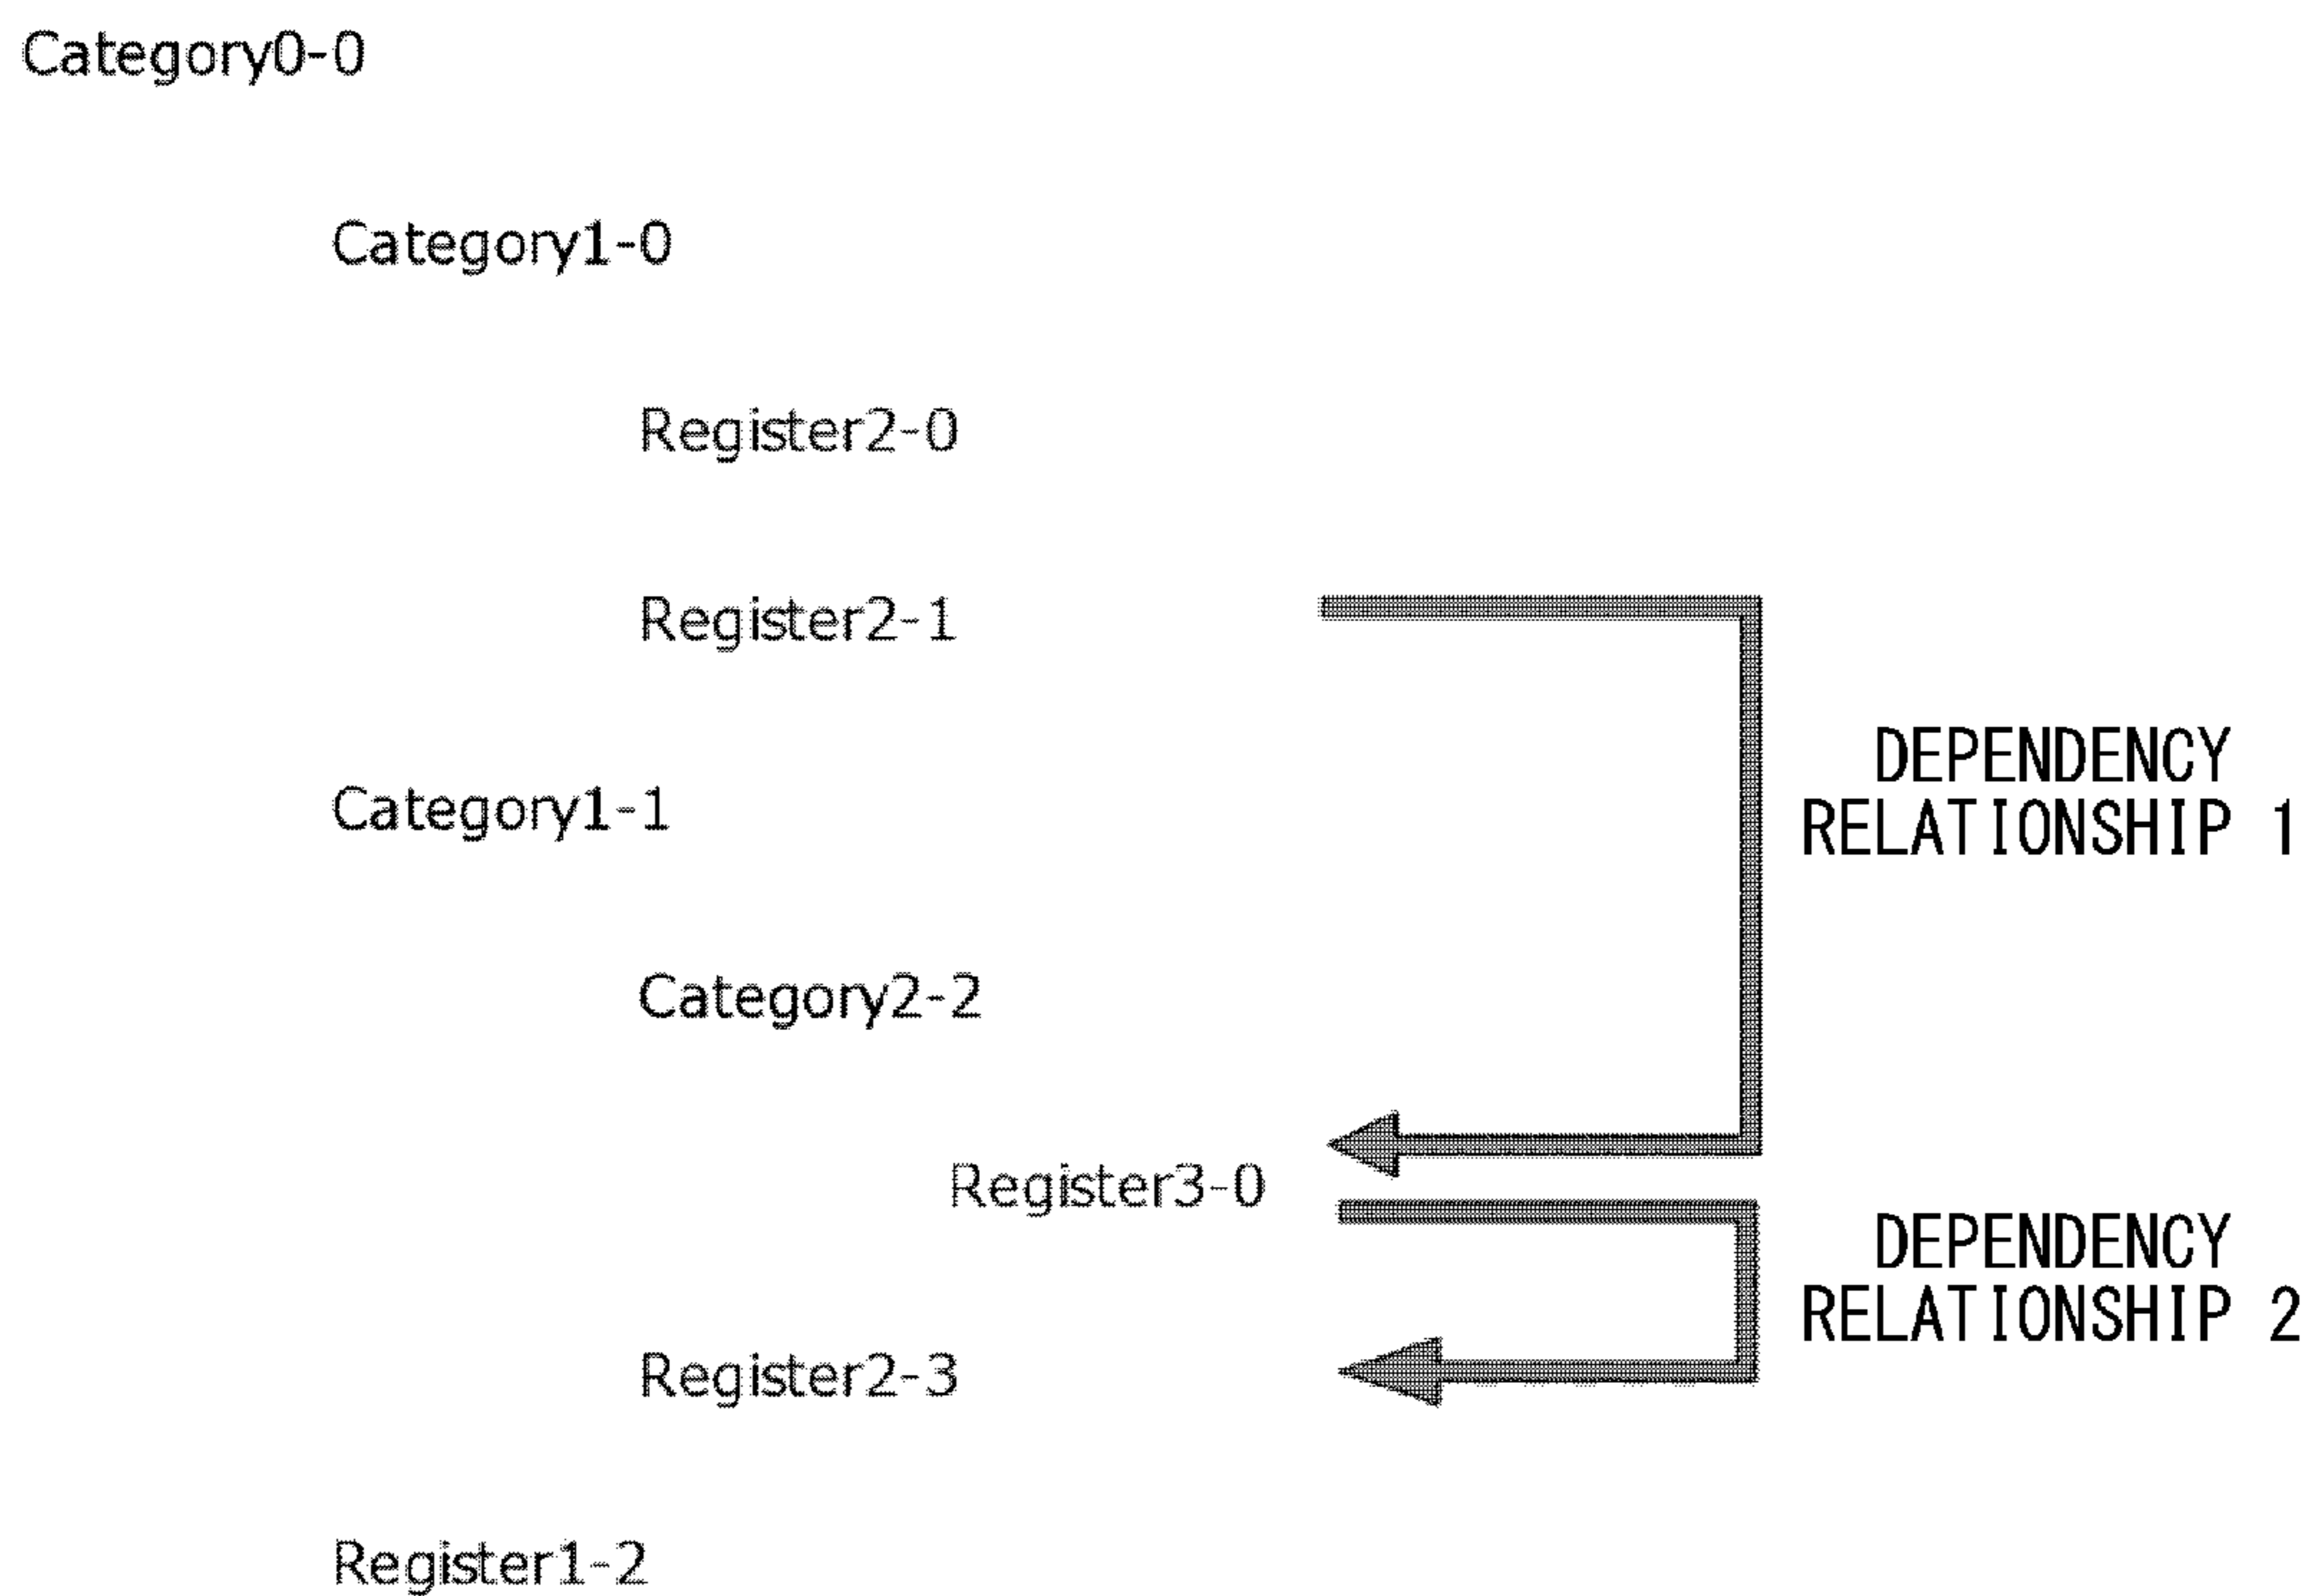 Category0-0
Category1-0
Register2-0
Register2-1
Category1-1
DEPENDENCY
RELATIONSHIP 1
Category2-2
Register3-0
DEPENDENCY
RELATIONSHIP 2
Register2-3
Register1-2